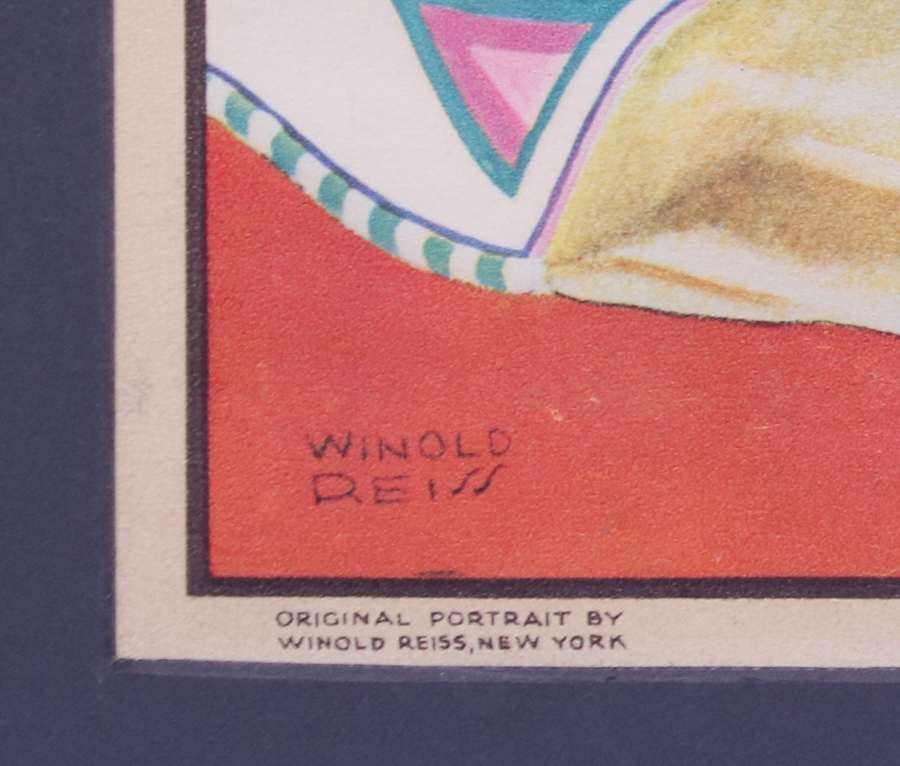 WINOLD
REISS
ORIGINAL PORTRAIT BY
WINOLD REISS, NEW YORK